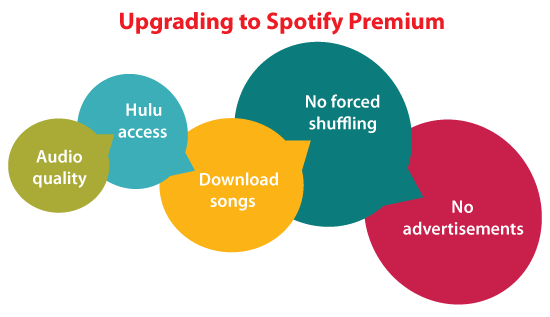 Upgrading to Spotify Premium
Audio
quality
Hulu
access
Download
songs
No forced
shuffling
No
advertisements